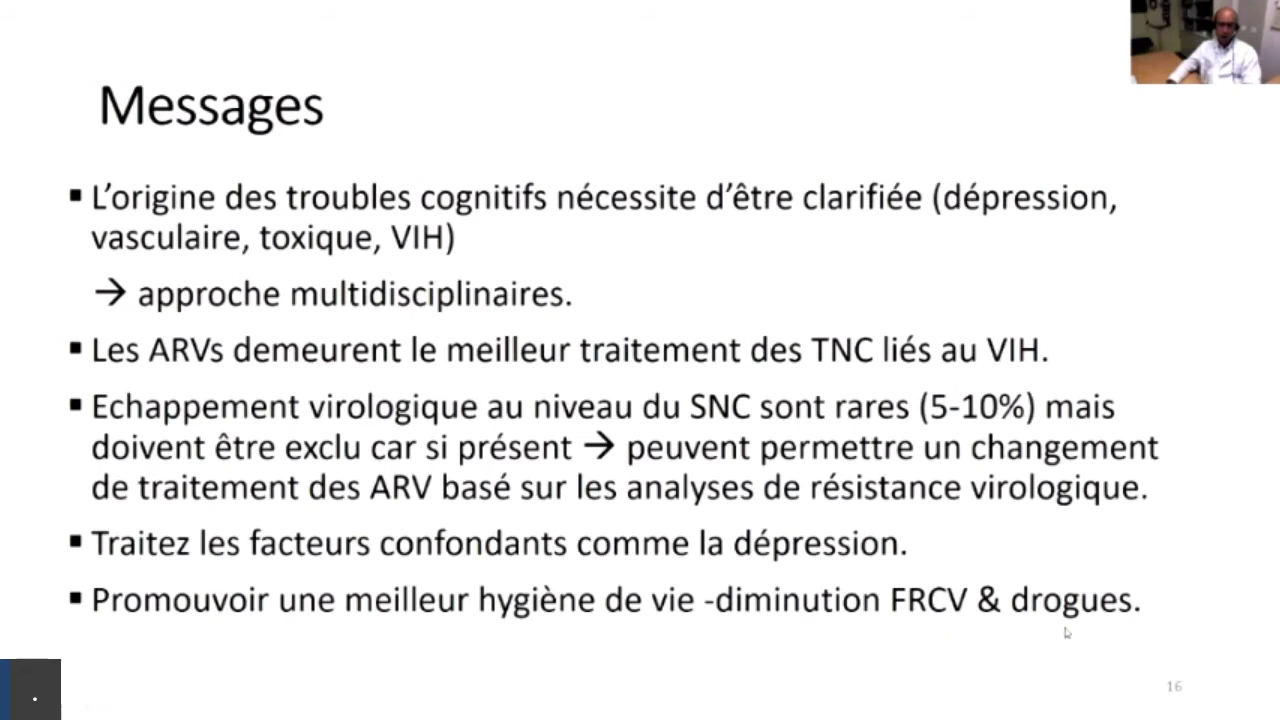 Messages
▪ L’origine des troubles cognitifs nécessite d’être clarifiée (dépression,
vasculaire, toxique, VIH)
→ approche multidisciplinaires.
▪ Les ARVs demeurent le meilleur traitement des TNC liés au VIH.
▪ Echappement virologique au niveau du SNC sont rares (5-10%) mais
doivent être exclu car si présent → peuvent permettre un changement
de traitement des ARV basé sur les analyses de résistance virologique.
▪ Traitez les facteurs confondants comme la dépression.
▪ Promouvoir une meilleur hygiène de vie -diminution FRCV & drogues.
16